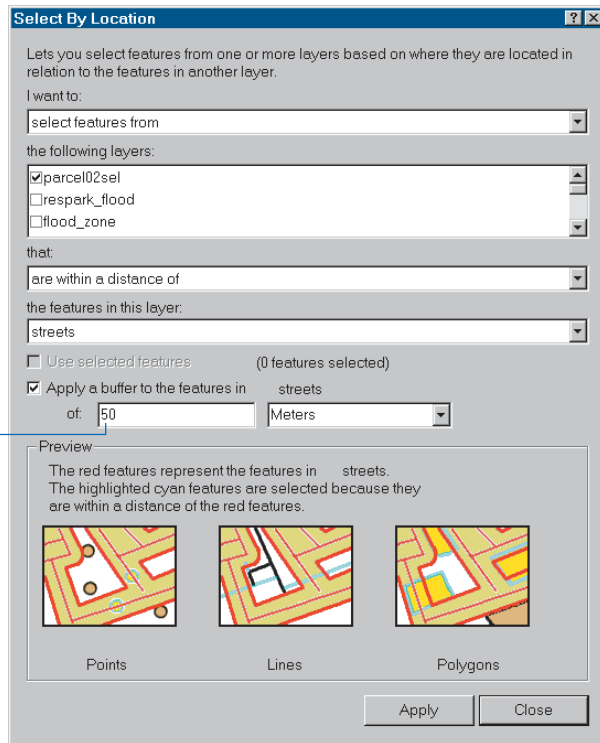 Select By Location
Lets you select features from one or more layers based on where they are located in
relation to the features in another layer.
I want to:
select features from
the following layers:
parcel02sel
respark_flood
flood_zone
that:
are within a distance of
the features in this layer:
streets
Use selected features (0 features selected)
Apply a buffer to the features in streets
of: 50 Meters
Preview
The red features represent the features in streets.
The highlighted cyan features are selected because they
are within a distance of the red features.
Points Lines Polygons
Apply Close